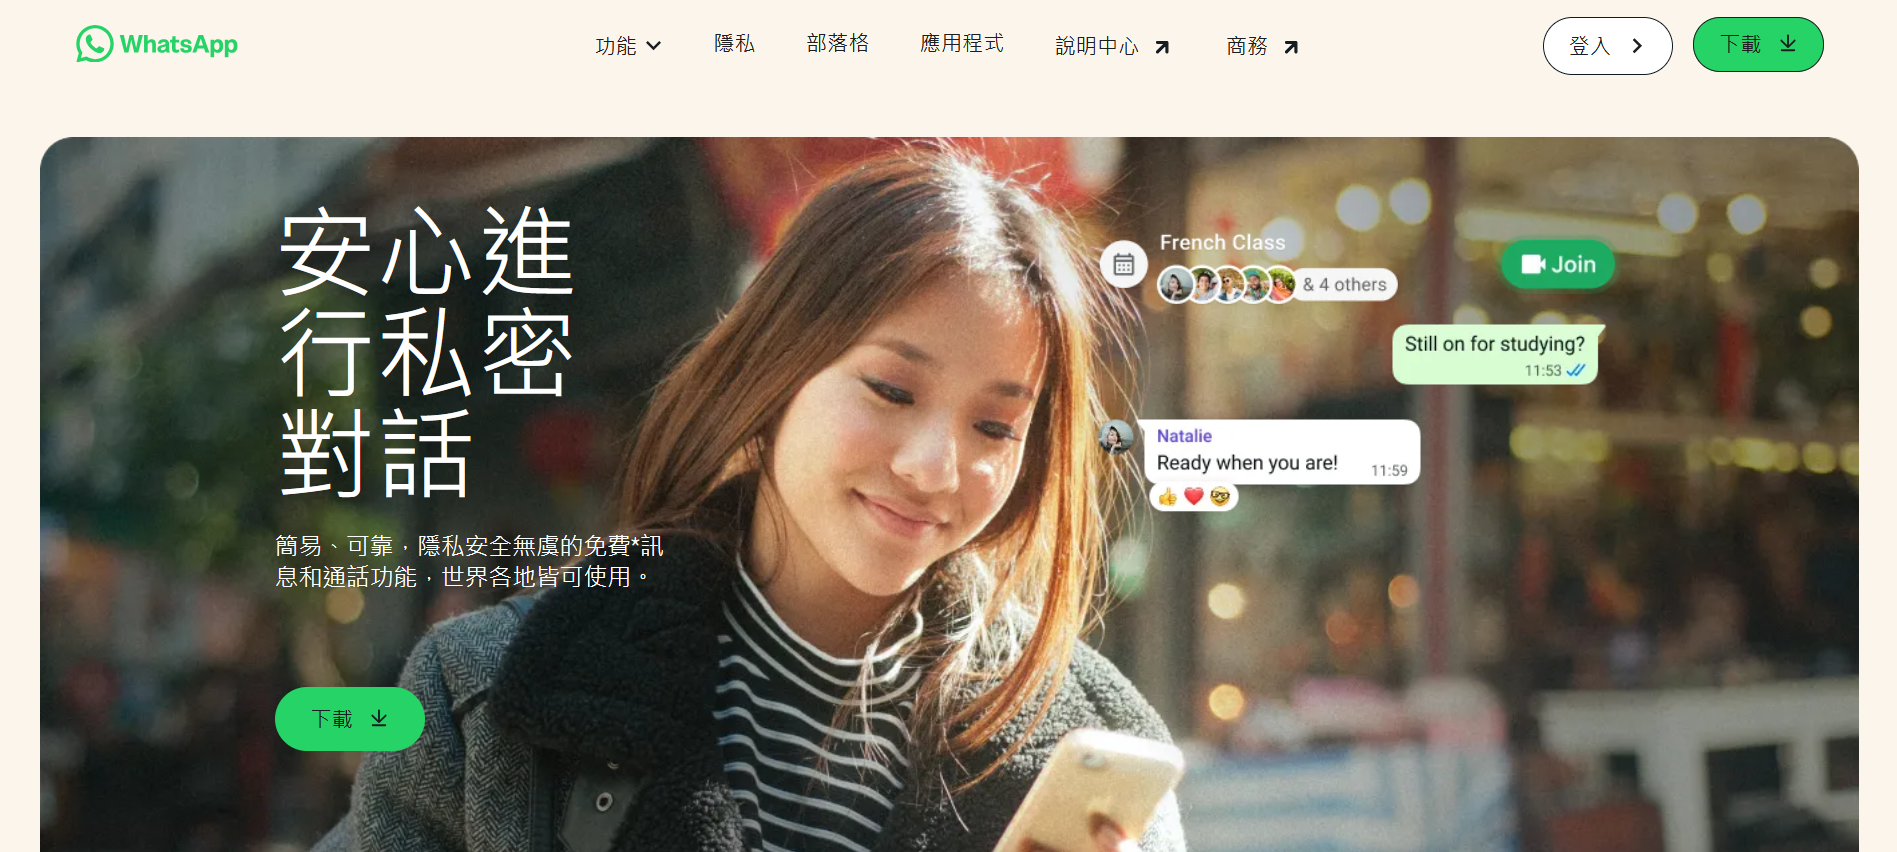 WhatsApp
功能
隱私
部落格
應用程式
說明中心
商務
登入
下載
安心進
行私密
對話
簡易、可靠，隱私安全無虞的免費*訊
息和通話功能，世界各地皆可使用。
下載
French Class
& 4 others
Join
Still on for studying?
11:53
Natalie
Ready when you are!
11:59